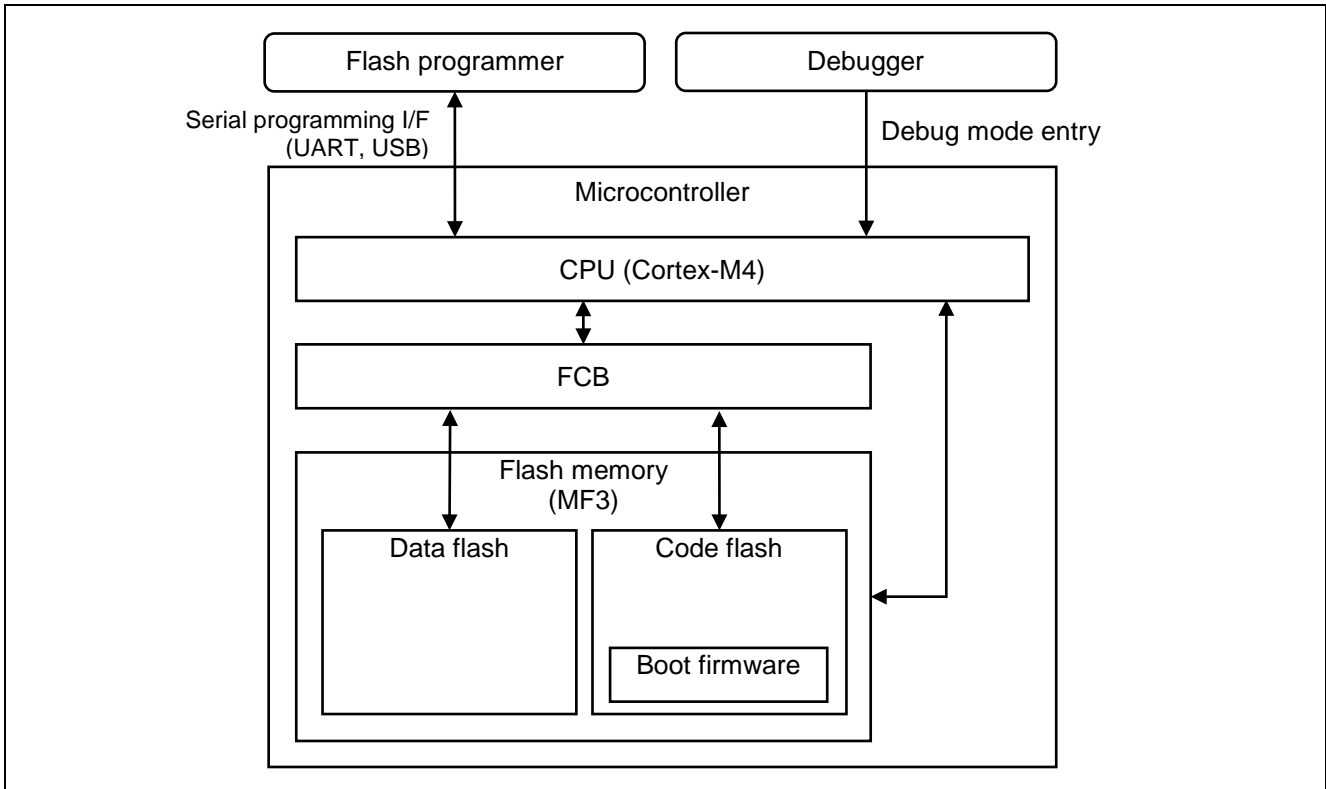 Flash programmer
Debugger
Serial programming I/F
(UART, USB)
Debug mode entry
Microcontroller
CPU (Cortex-M4)
FCB
Flash memory
(MF3)
Data flash
Code flash
Boot firmware